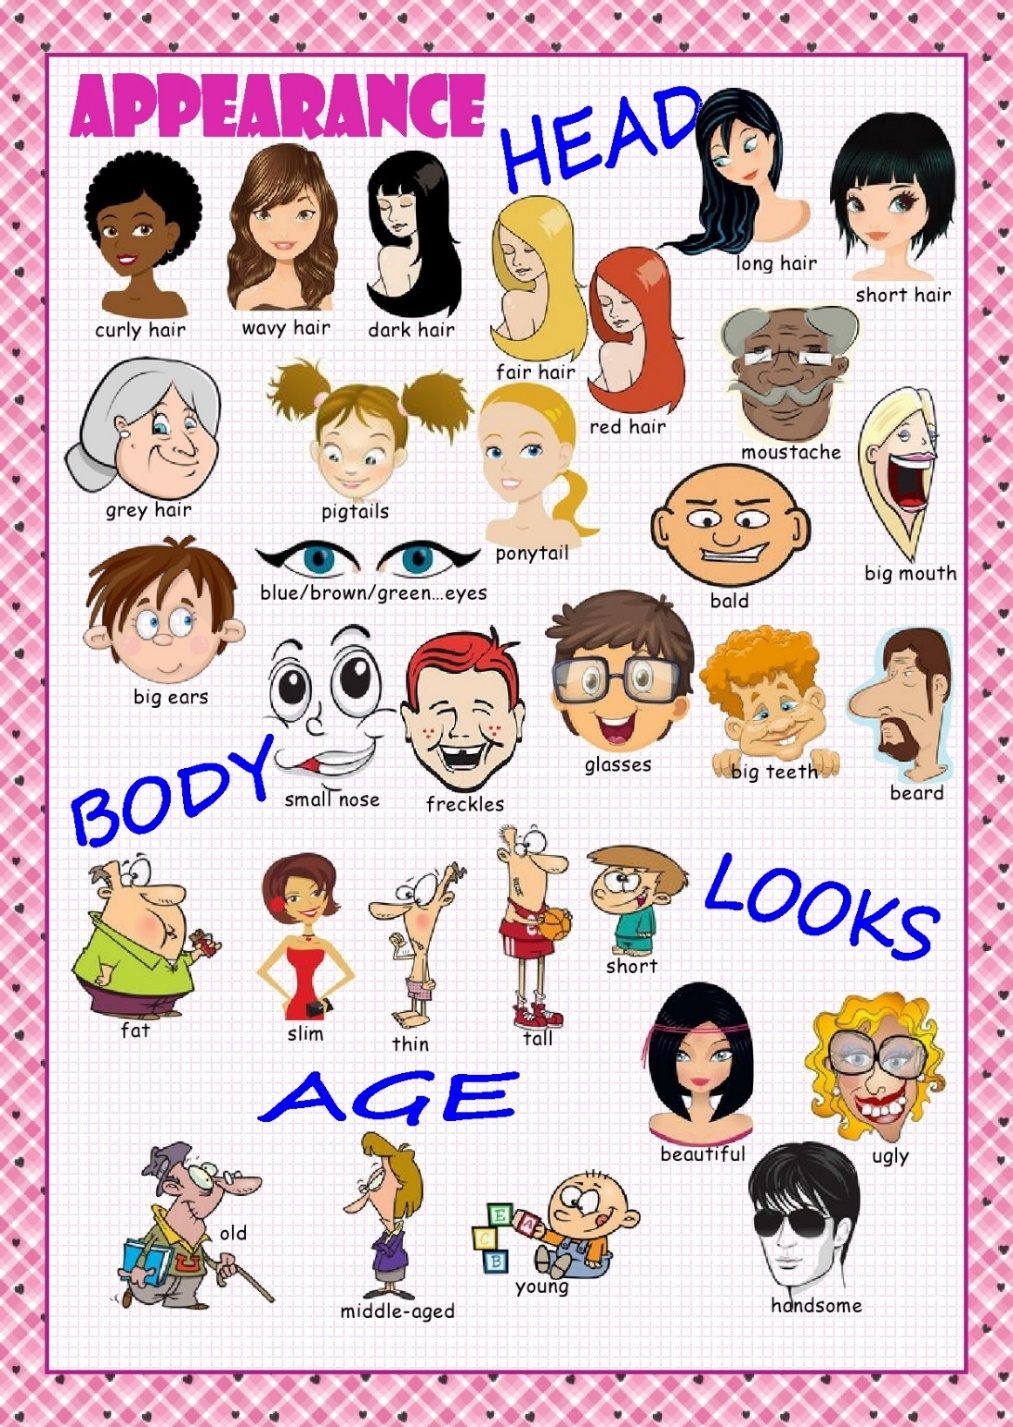 APPEARANCE
HEAD
curly hair
wavy hair
dark hair
fair hair
red hair
long hair
short hair
grey hair
pigtails
ponytail
moustache
big mouth
bald
big ears
blue/brown/green...eyes
small nose
freckles
glasses
big teeth
beard
BODY
fat
slim
thin
tall
short
LOOKS
beautiful
ugly
handsome
AGE
old
middle-aged
young
E
A
C
B